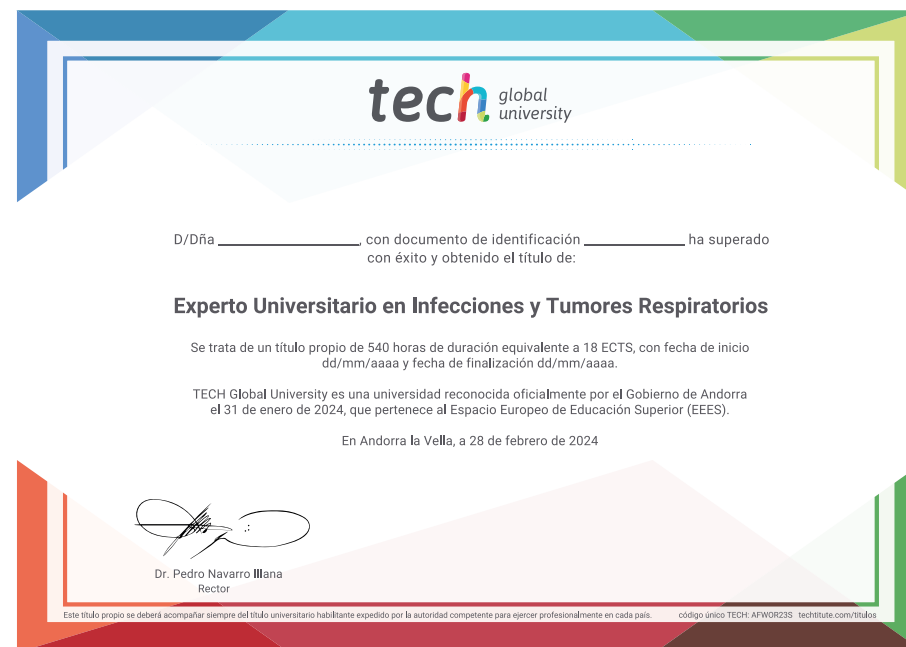 tech global university
D/Dña ____________________, con documento de identificación ______________ ha superado
con éxito y obtenido el título de:
Experto Universitario en Infecciones y Tumores Respiratorios
Se trata de un título propio de 540 horas de duración equivalente a 18 ECTS, con fecha de inicio
dd/mm/aaaa y fecha de finalización dd/mm/aaaa.
TECH Global University es una universidad reconocida oficialmente por el Gobierno de Andorra
el 31 de enero de 2024, que pertenece al Espacio Europeo de Educación Superior (EEES).
En Andorra la Vella, a 28 de febrero de 2024
Dr. Pedro Navarro Illana
Rector
Este título propio se deberá acompañar siempre del título universitario habilitante expedido por la autoridad competente para ejercer profesionalmente en cada país. código único TECH: AFWOR23S techtitute.com/titulos